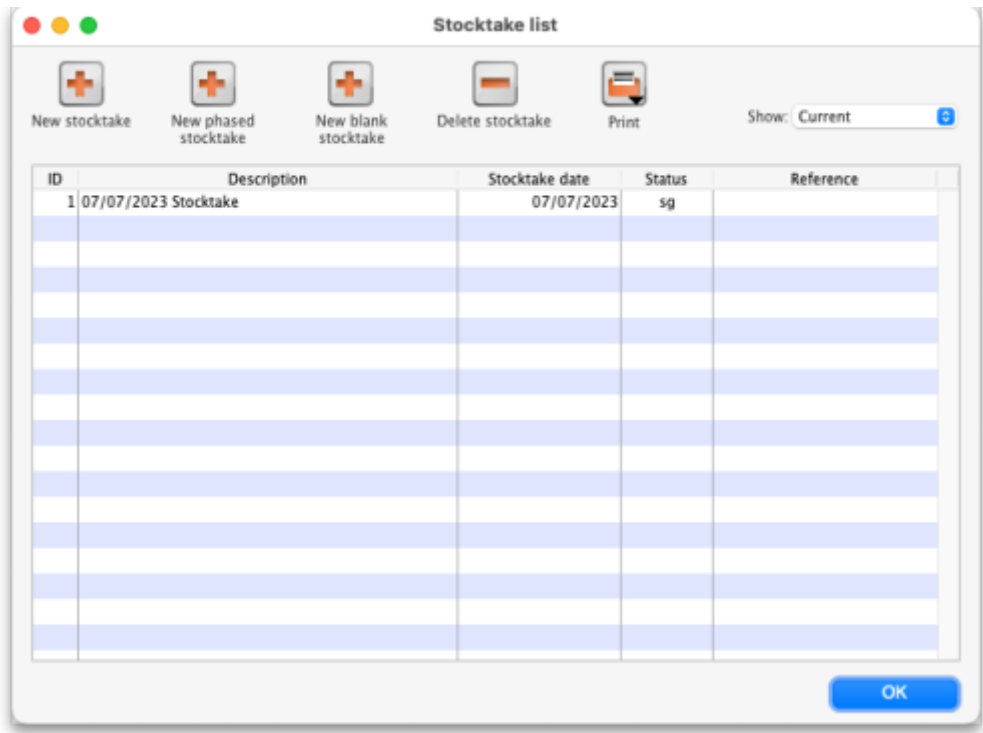 Stocktake list
New stocktake
New phased
stocktake
New blank
stocktake
Delete stocktake
Print
Show: Current
ID Description Stocktake date Status Reference
1 07/07/2023 Stocktake 07/07/2023 sg
OK